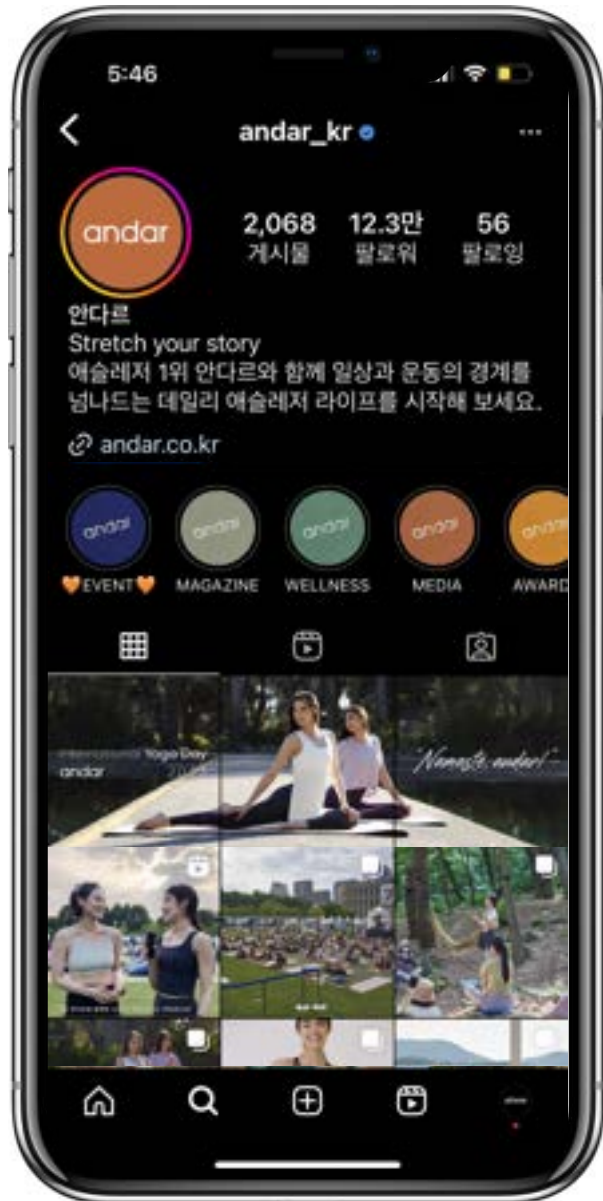 5:46
andar_kr
andar
2,068 12.3만 56
게시물 팔로워 팔로잉
안다르
Stretch your story
애슬레저 1위 안다르와 함께 일상과 운동의 경계를
넘나드는 데일리 애슬레저 라이프를 시작해 보세요.
andar.co.kr
andar andar andar andar andar
🧡EVENT🧡 MAGAZINE WELLNESS MEDIA AWARD
International Yoga Day
andar
"Namaste, andar!"